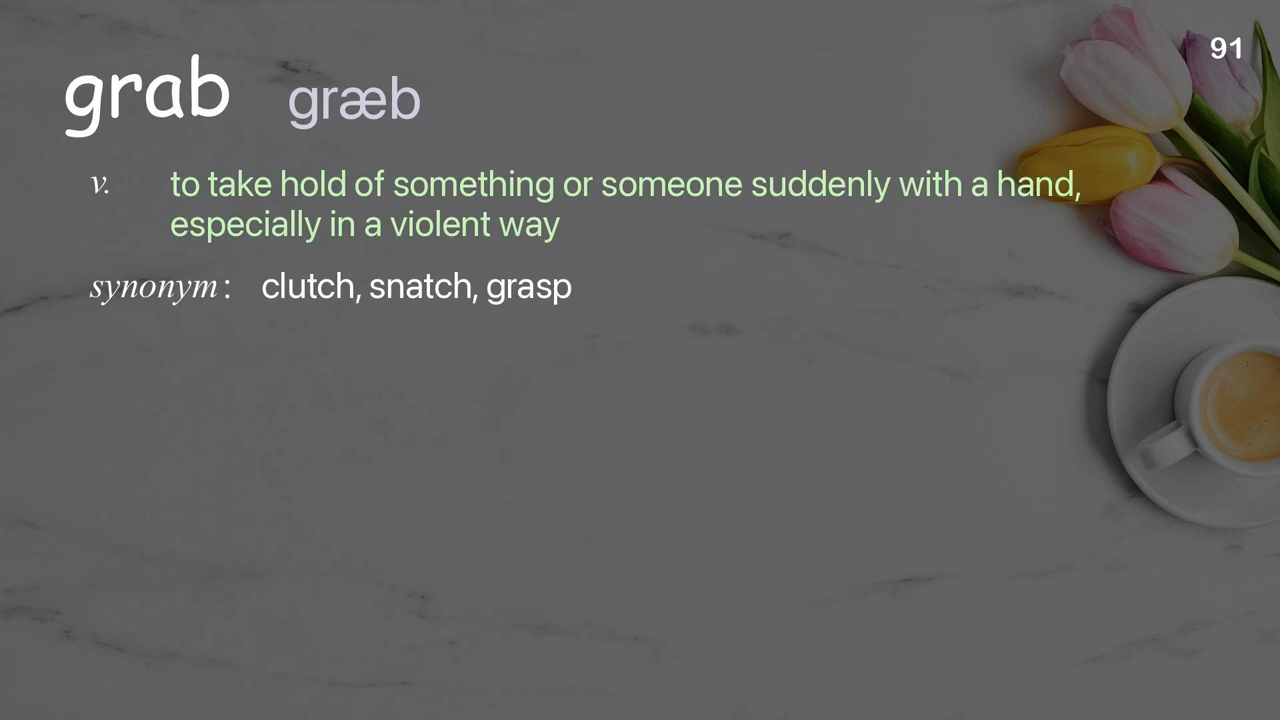 91
grab græb
v. to take hold of something or someone suddenly with a hand,
especially in a violent way
synonym : clutch, snatch, grasp